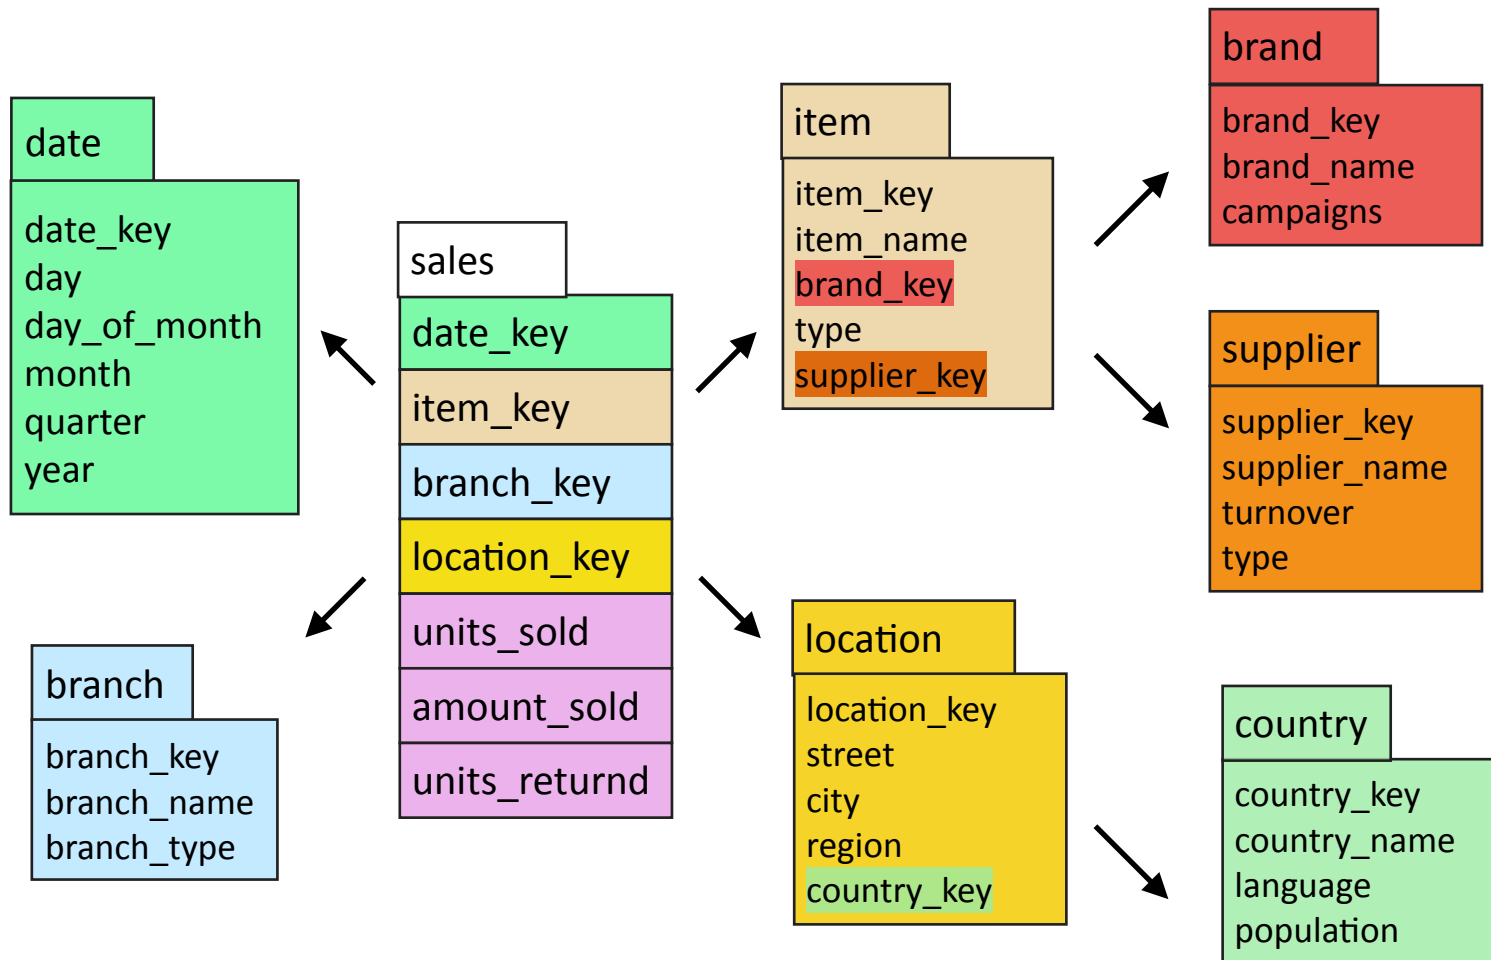 date
date_key
day
day_of_month
month
quarter
year
branch
branch_key
branch_name
branch_type
sales
date_key
item_key
branch_key
location_key
units_sold
amount_sold
units_returnd
item
item_key
item_name
brand_key
type
supplier_key
location
location_key
street
city
region
country_key
brand
brand_key
brand_name
campaigns
supplier
supplier_key
supplier_name
turnover
type
country
country_key
country_name
language
population